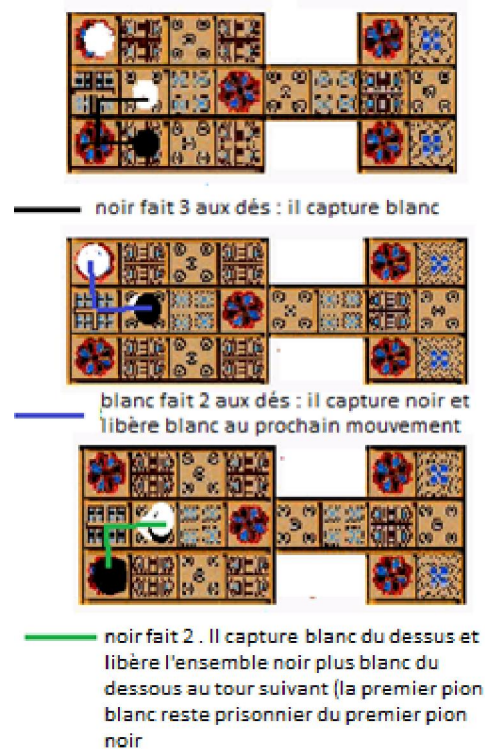 noir fait 3 aux dés : il capture blanc
blanc fait 2 aux dés : il capture noir et
libère blanc au prochain mouvement
noir fait 2 . Il capture blanc du dessus et
libère l'ensemble noir plus blanc du
dessous au tour suivant (la premier pion
blanc reste prisonnier du premier pion
noir